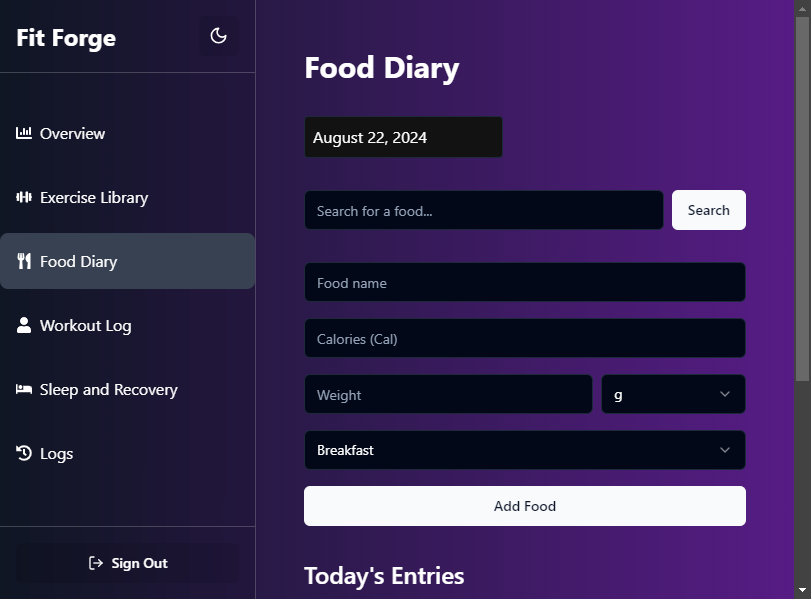 Fit Forge
Overview
Exercise Library
Food Diary
Workout Log
Sleep and Recovery
Logs
Sign Out
Food Diary
August 22, 2024
Search for a food...
Search
Food name
Calories (Cal)
Weight
g
Breakfast
Add Food
Today's Entries